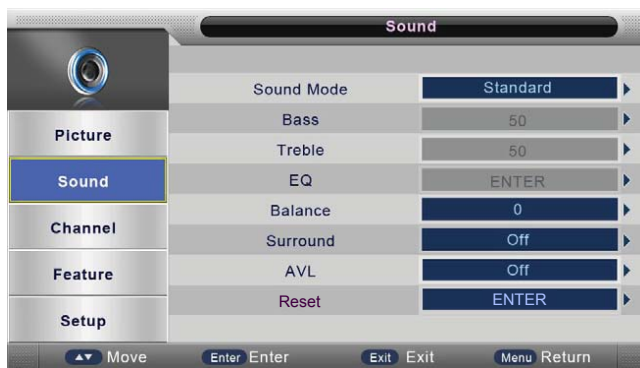 Sound
Picture
Sound
Channel
Feature
Setup
Sound Mode Standard
Bass 50
Treble 50
EQ ENTER
Balance 0
Surround Off
AVL Off
Reset ENTER
▲▼ Move Enter Enter Exit Exit Menu Return